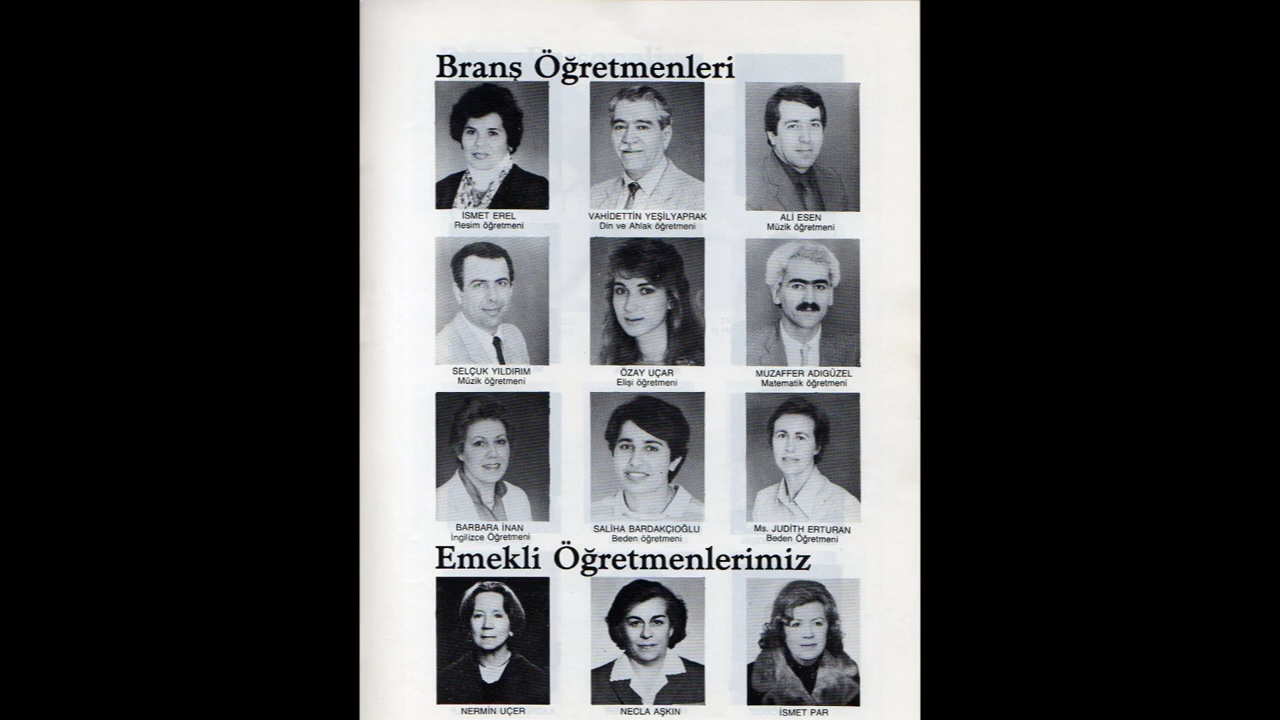 Branş Öğretmenleri
İSMET EREL
Resim öğretmeni
VAHİDETTİN YEŞİLYAPRAK
Din ve Ahlak öğretmeni
ALİ ESEN
Müzik öğretmeni
SELÇUK YILDIRIM
Müzik öğretmeni
ÖZAY UÇAR
Elişi öğretmeni
MUZAFFER ADIGÜZEL
Matematik öğretmeni
BARBARA İNAN
İngilizce Öğretmeni
SALİHA BARDAKÇIOĞLU
Beden öğretmeni
Ms. JUDİTH ERTURAN
Beden Öğretmeni
Emekli Öğretmenlerimiz
NERMİN UÇER
NECLA AŞKIN
İSMET PAR